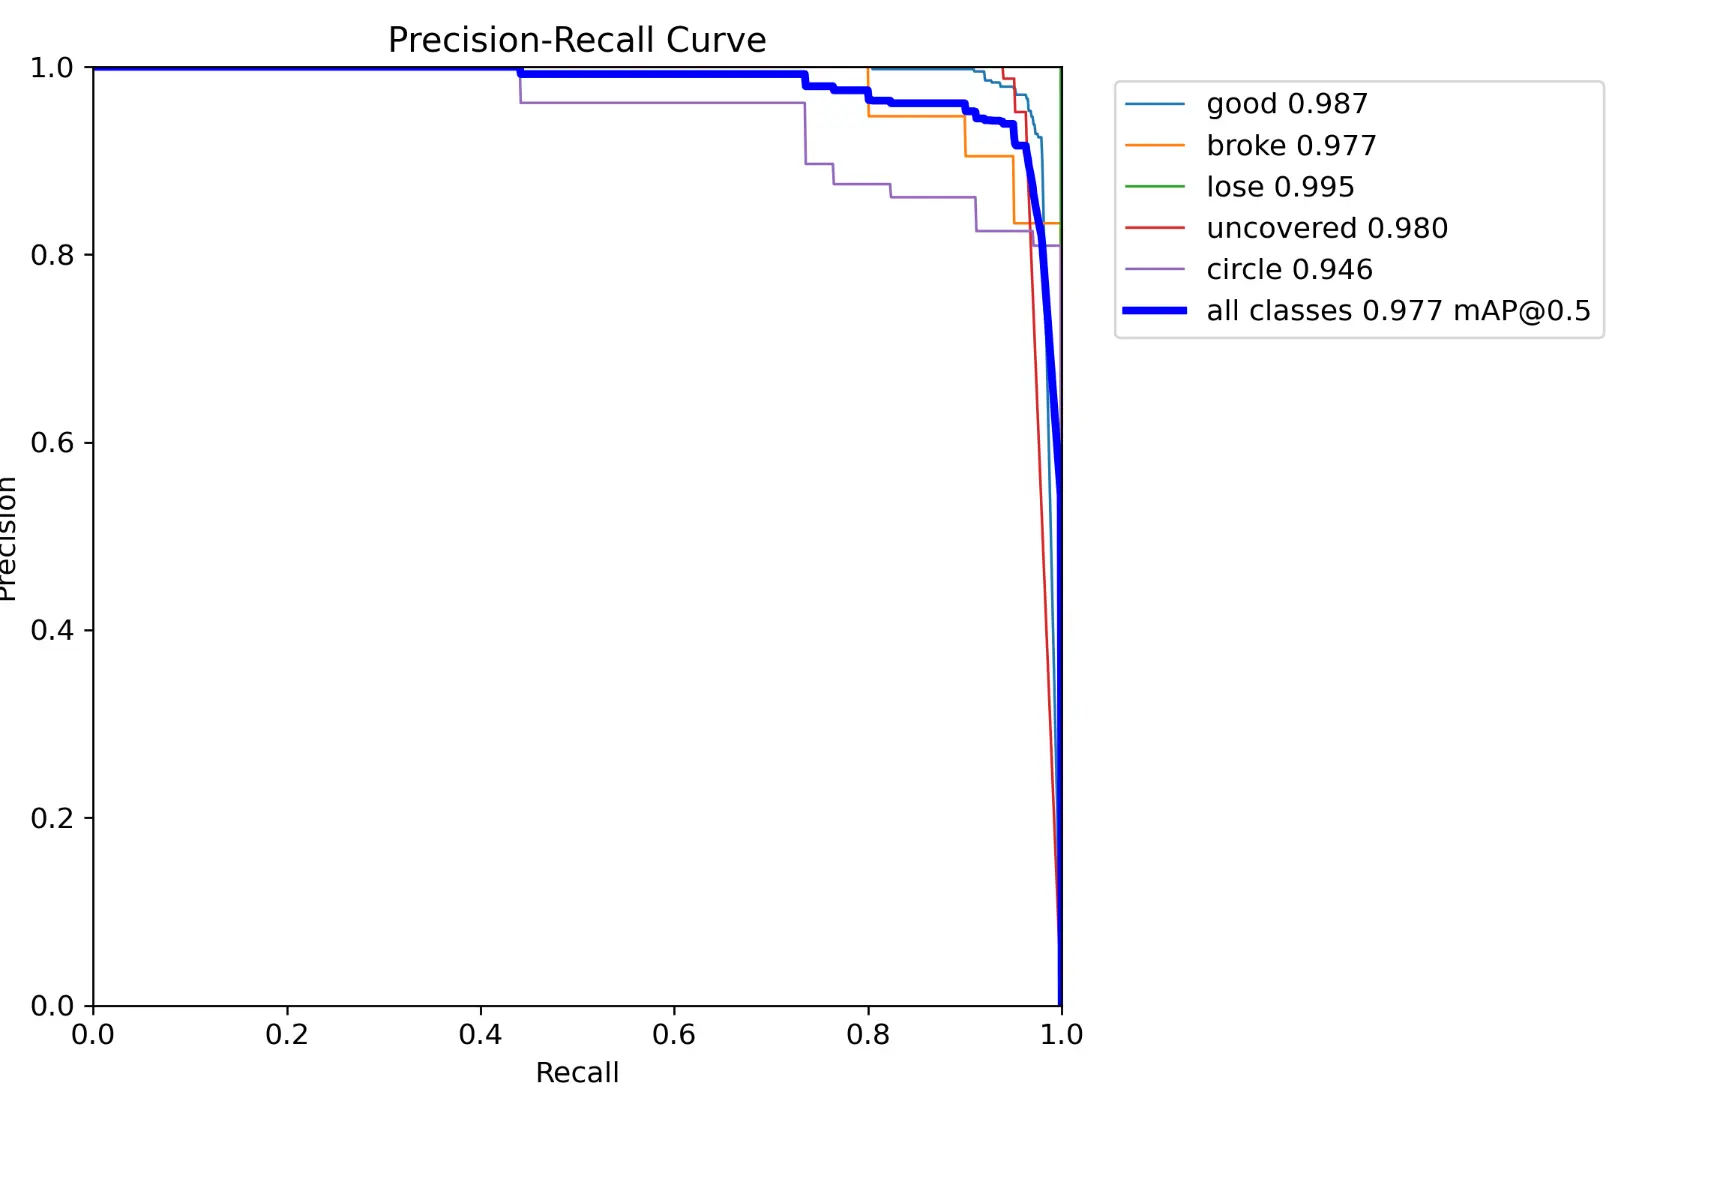 Precision-Recall Curve
1.0
0.8
0.6
0.4
0.2
0.0
Precision
0.0 0.2 0.4 0.6 0.8 1.0
Recall
good 0.987
broke 0.977
lose 0.995
uncovered 0.980
circle 0.946
all classes 0.977 mAP@0.5